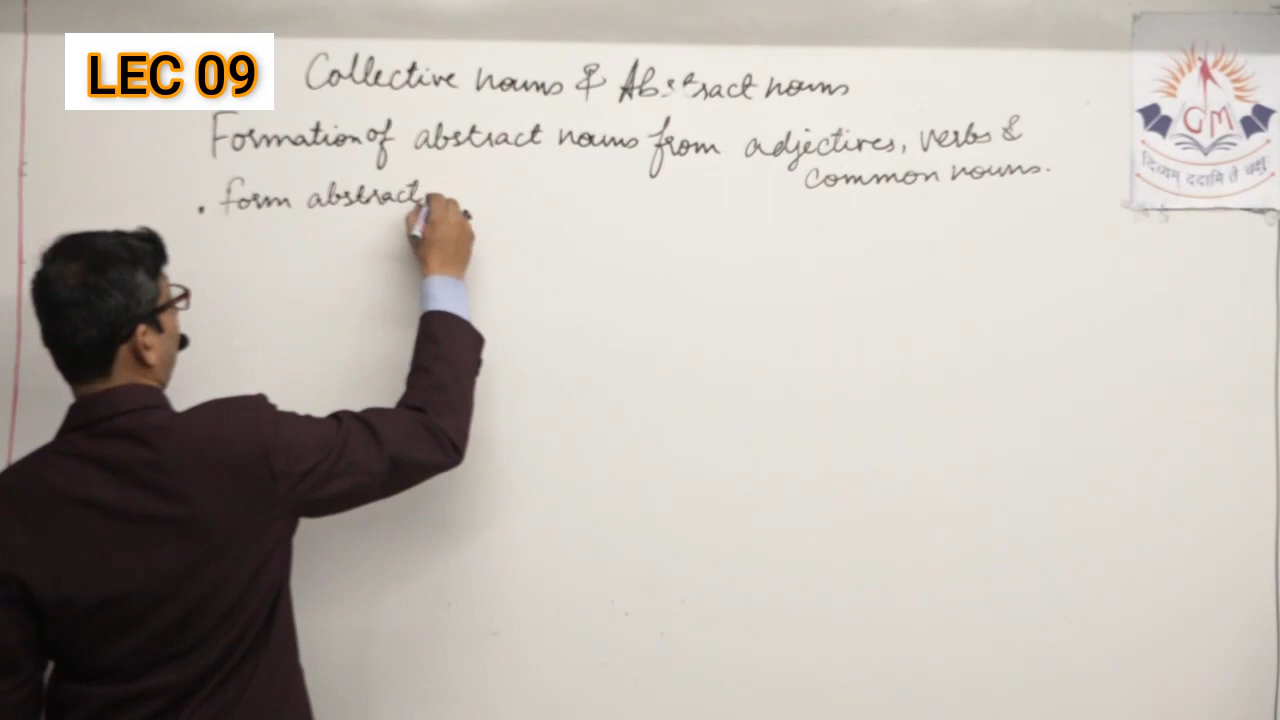 LEC 09
Collective nouns & Abstract nouns
Formation of abstract nouns from adjectives, verbs &
common nouns.
. form abstract
GM
दिव्यम् ददामि ते चक्षुः